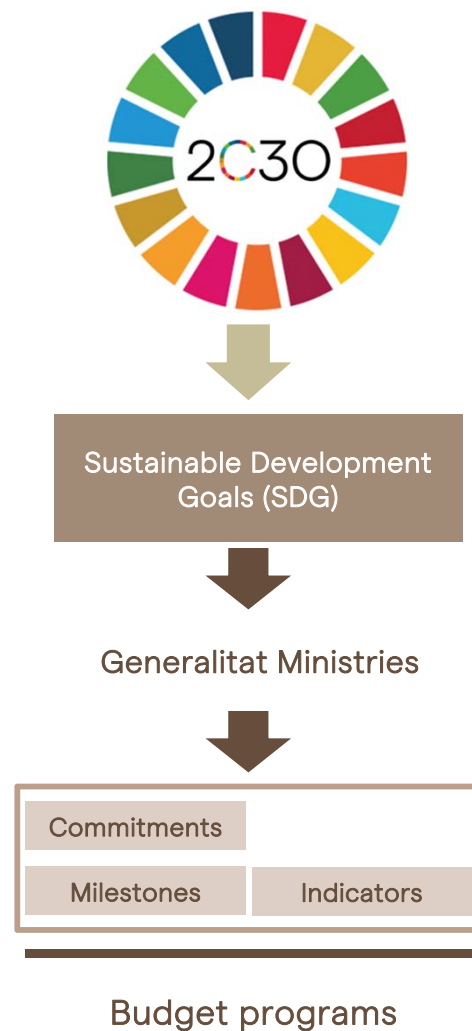 2030
Sustainable Development
Goals (SDG)
Generalitat Ministries
Commitments
Milestones Indicators
Budget programs